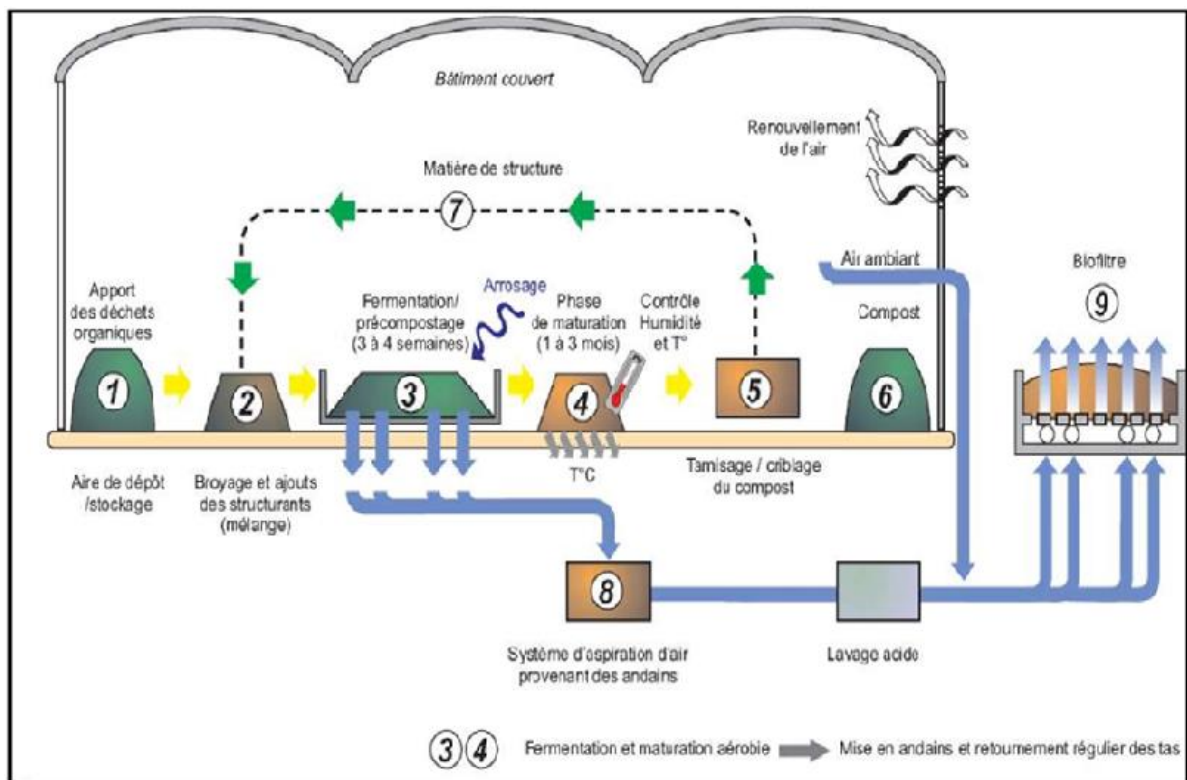 Bâtiment couvert
Renouvellement
de l'air
Matière de structure
7
Air ambiant
Biofiltre
9
Apport
des déchets
organiques
Fermentation/
précompostage
(3 à 4 semaines)
Arrosage
Phase
de maturation
(1 à 3 mois)
Contrôle
Humidité
et T°
Compost
1
2
3
4
5
6
Aire de dépôt
/stockage
Broyage et ajouts
des structurants
(mélange)
T°C
Tamisage / criblage
du compost
8
Système d'aspiration d'air
provenant des andains
Lavage acide
3 4 Fermentation et maturation aérobie
Mise en andains et retournement régulier des tas